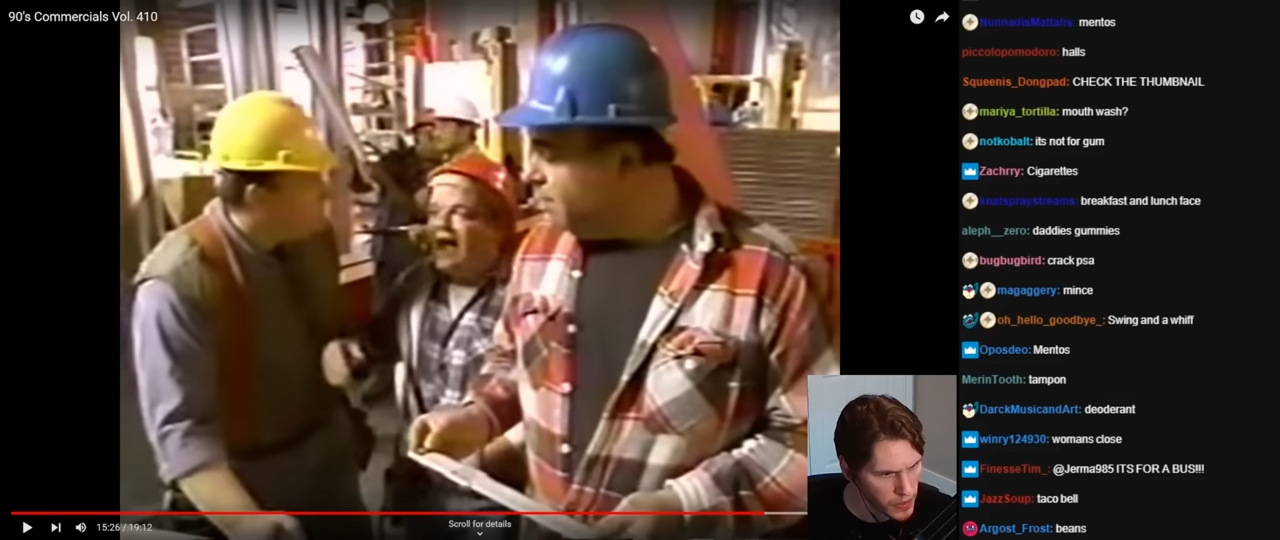 90's Commercials Vol. 410
15:26 / 19:12
Scroll for details
NunnadisMattahs: mentos
piccolopomodoro: halls
Squeenis_Dongpad: CHECK THE THUMBNAIL
mariya_tortilla: mouth wash?
notkobalt: its not for gum
Zachrry: Cigarettes
knatspraystreams: breakfast and lunch face
aleph__zero: daddies gummies
bugbugbird: crack psa
magaggery: mince
oh_hello_goodbye_: Swing and a whiff
Oposdeo: Mentos
MerinTooth: tampon
DarckMusicandArt: deoderant
winry124930: womans close
FinesseTim_: @Jerma985 ITS FOR A BUS!!!
JazzSoup: taco bell
Argost_Frost: beans